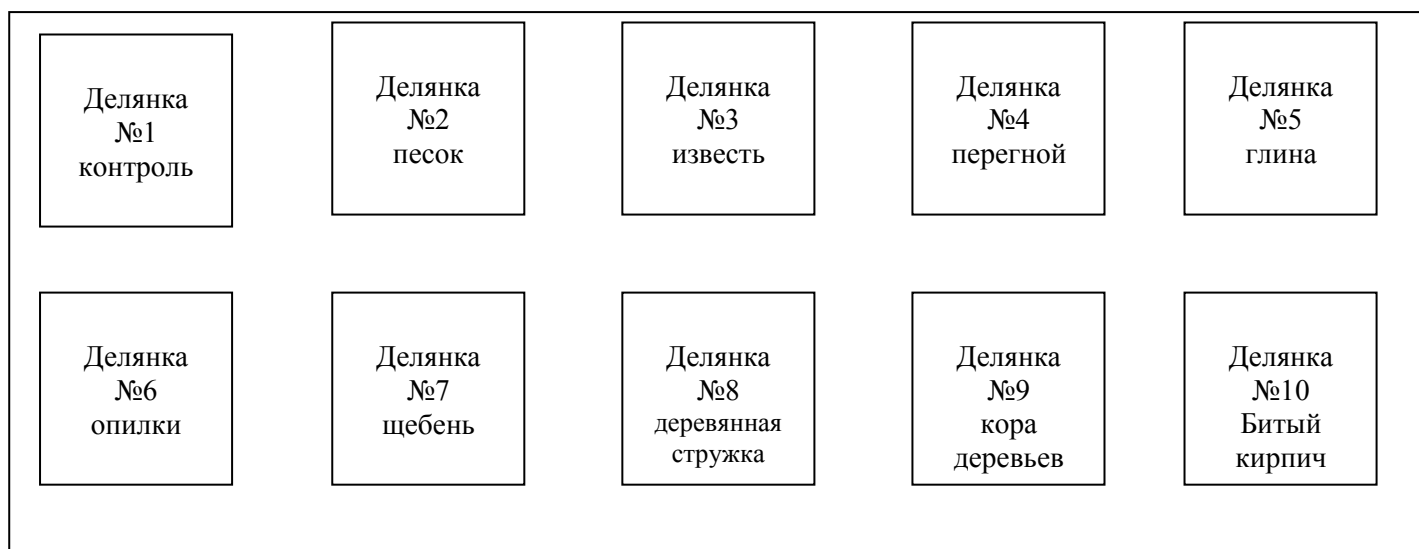 Делянка
№1
контроль
Делянка
№2
песок
Делянка
№3
известь
Делянка
№4
перегной
Делянка
№5
глина
Делянка
№6
опилки
Делянка
№7
щебень
Делянка
№8
деревянная
стружка
Делянка
№9
кора
деревьев
Делянка
№10
Битый
кирпич